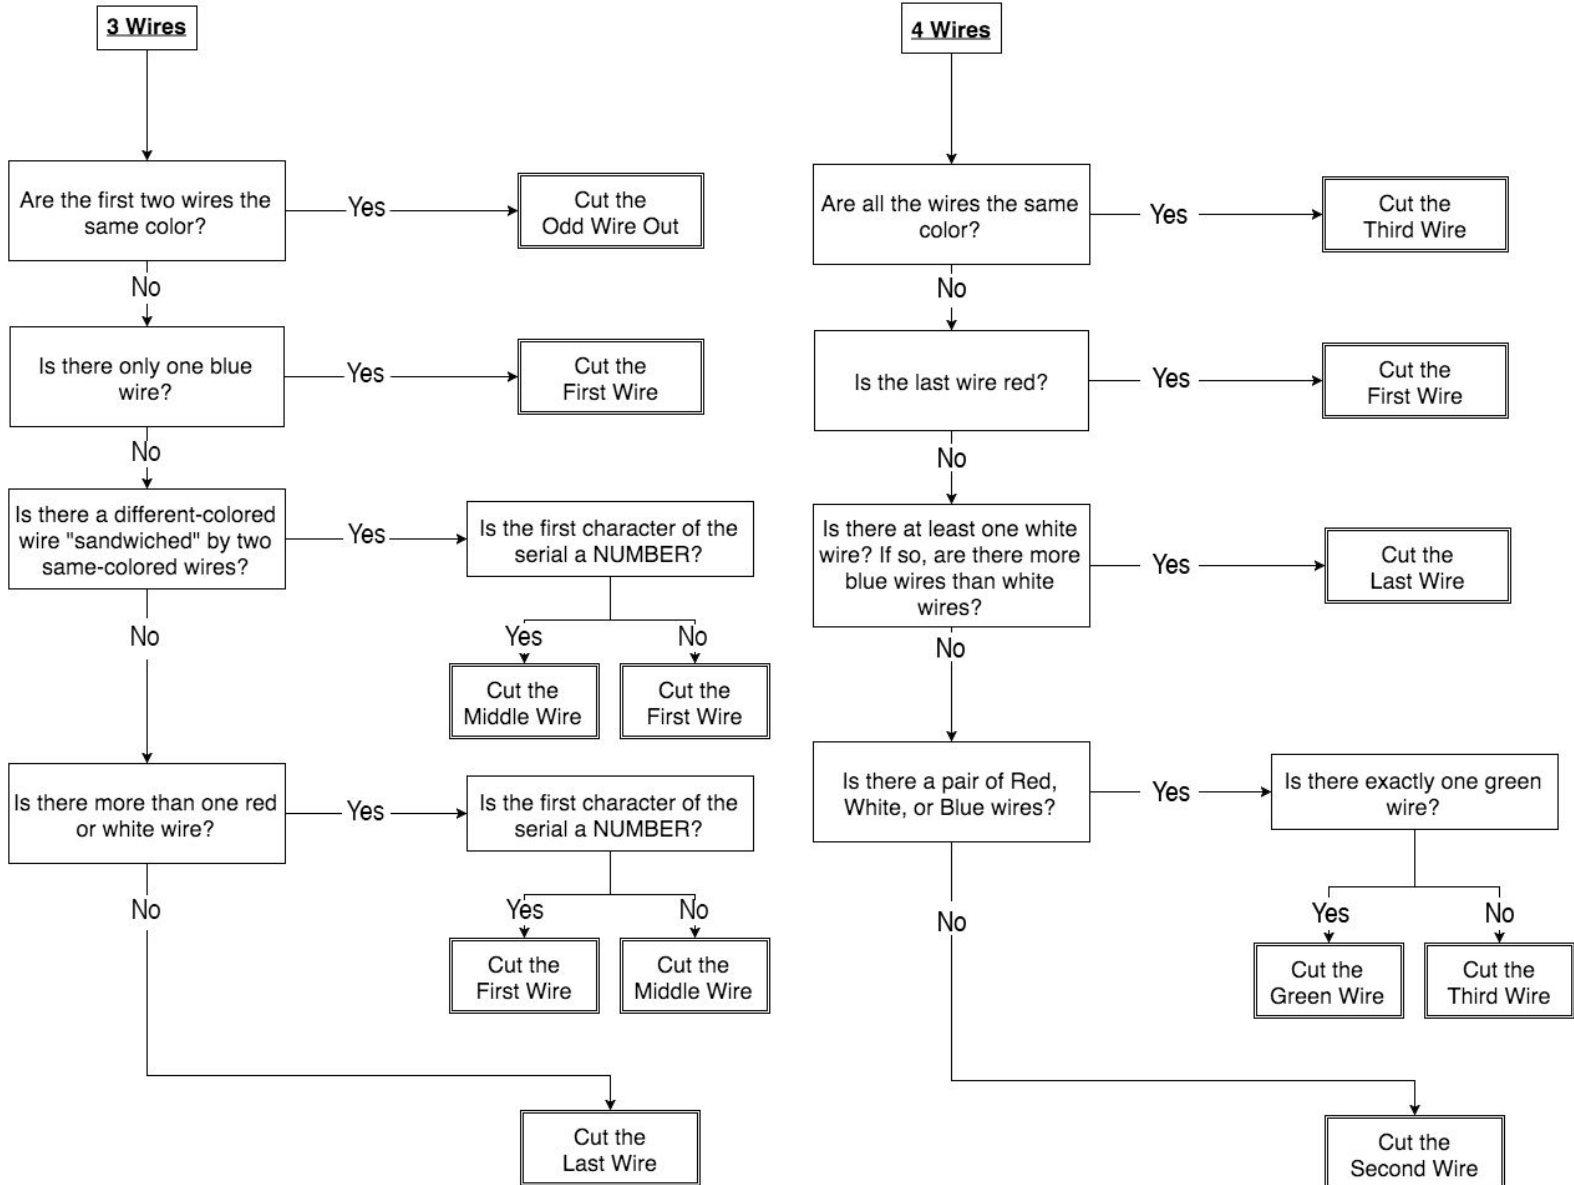 3 Wires
Are the first two wires the
same color?
Yes
Cut the
Odd Wire Out
No
Is there only one blue
wire?
Yes
Cut the
First Wire
No
Is there a different-colored
wire "sandwiched" by two
same-colored wires?
Yes
Is the first character of the
serial a NUMBER?
Yes
Cut the
Middle Wire
No
Cut the
First Wire
No
Is there more than one red
or white wire?
Yes
Is the first character of the
serial a NUMBER?
Yes
Cut the
First Wire
No
Cut the
Middle Wire
No
Cut the
Last Wire
4 Wires
Are all the wires the same
color?
Yes
Cut the
Third Wire
No
Is the last wire red?
Yes
Cut the
First Wire
No
Is there at least one white
wire? If so, are there more
blue wires than white
wires?
Yes
Cut the
Last Wire
No
Is there a pair of Red,
White, or Blue wires?
Yes
Is there exactly one green
wire?
Yes
Cut the
Green Wire
No
Cut the
Third Wire
No
Cut the
Second Wire